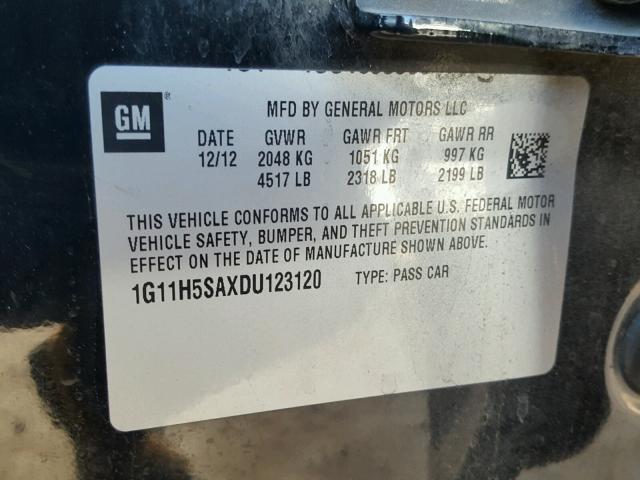 GM ®
MFD BY GENERAL MOTORS LLC
DATE GVWR GAWR FRT GAWR RR
12/12 2048 KG 1051 KG 997 KG
4517 LB 2318 LB 2199 LB
THIS VEHICLE CONFORMS TO ALL APPLICABLE U.S. FEDERAL MOTOR
VEHICLE SAFETY, BUMPER, AND THEFT PREVENTION STANDARDS IN
EFFECT ON THE DATE OF MANUFACTURE SHOWN ABOVE.
1G11H5SAXDU123120 TYPE: PASS CAR